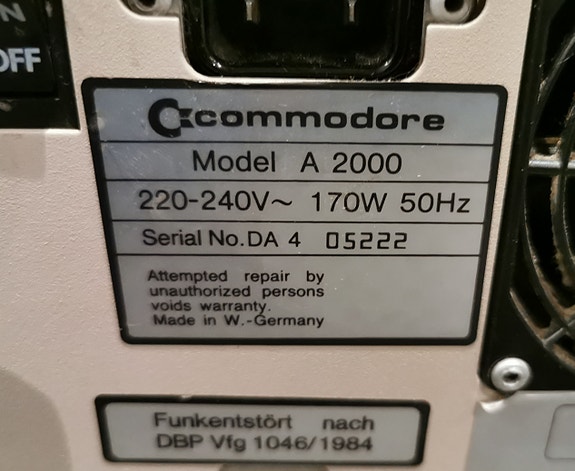 ON
OFF
commodore
Model A 2000
220-240V~ 170W 50Hz
Serial No.DA 4 05222
Attempted repair by
unauthorized persons
voids warranty.
Made in W.-Germany
Funkentstört nach
DBP Vfg 1046/1984